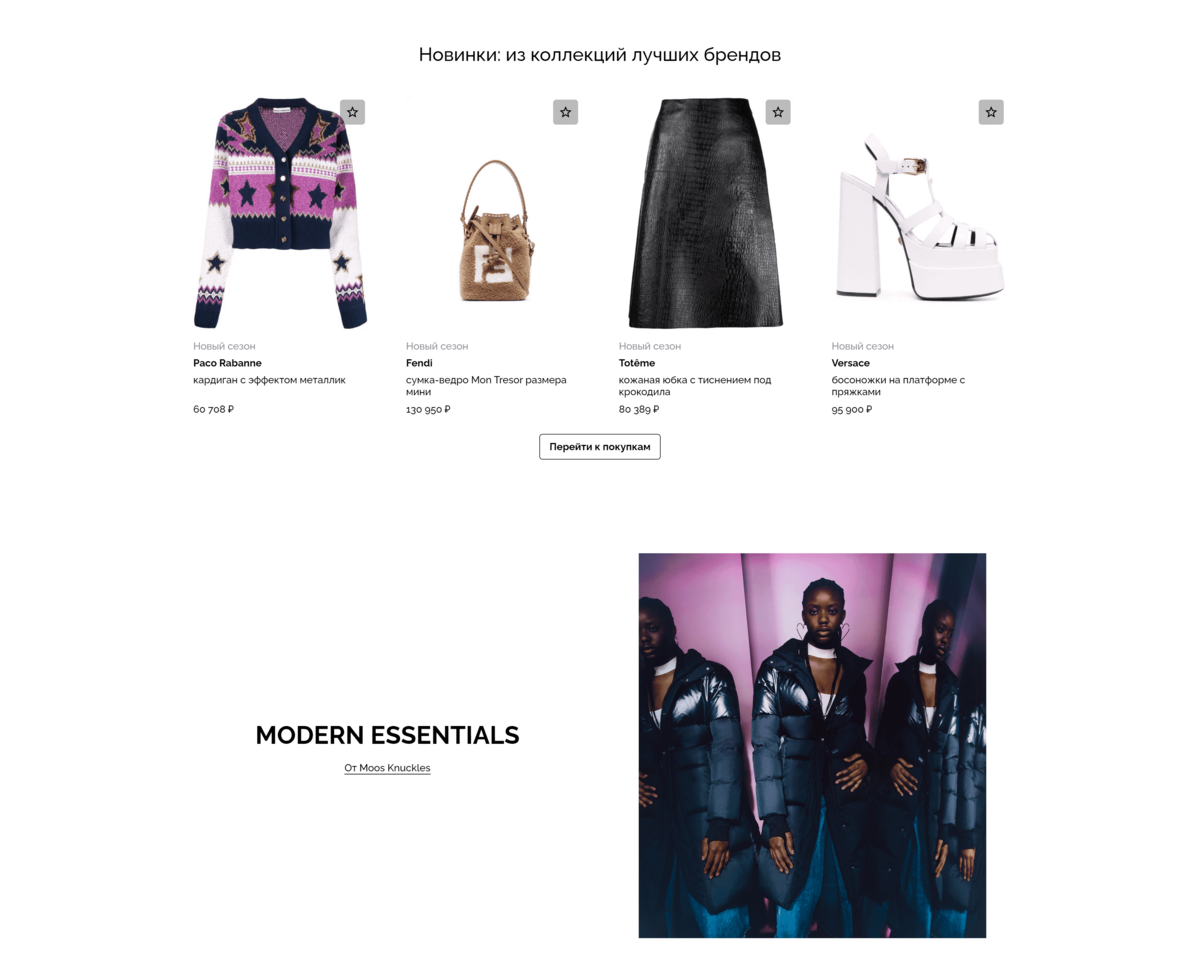 Новинки: из коллекций лучших брендов
Новый сезон
Paco Rabanne
кардиган с эффектом металлик
60 708 ₽
Новый сезон
Fendi
сумка-ведро Mon Tresor размера
мини
130 950 ₽
Новый сезон
Totême
кожаная юбка с тиснением под
крокодила
80 389 ₽
Новый сезон
Versace
босоножки на платформе с
пряжками
95 900 ₽
Перейти к покупкам
MODERN ESSENTIALS
От Moos Knuckles